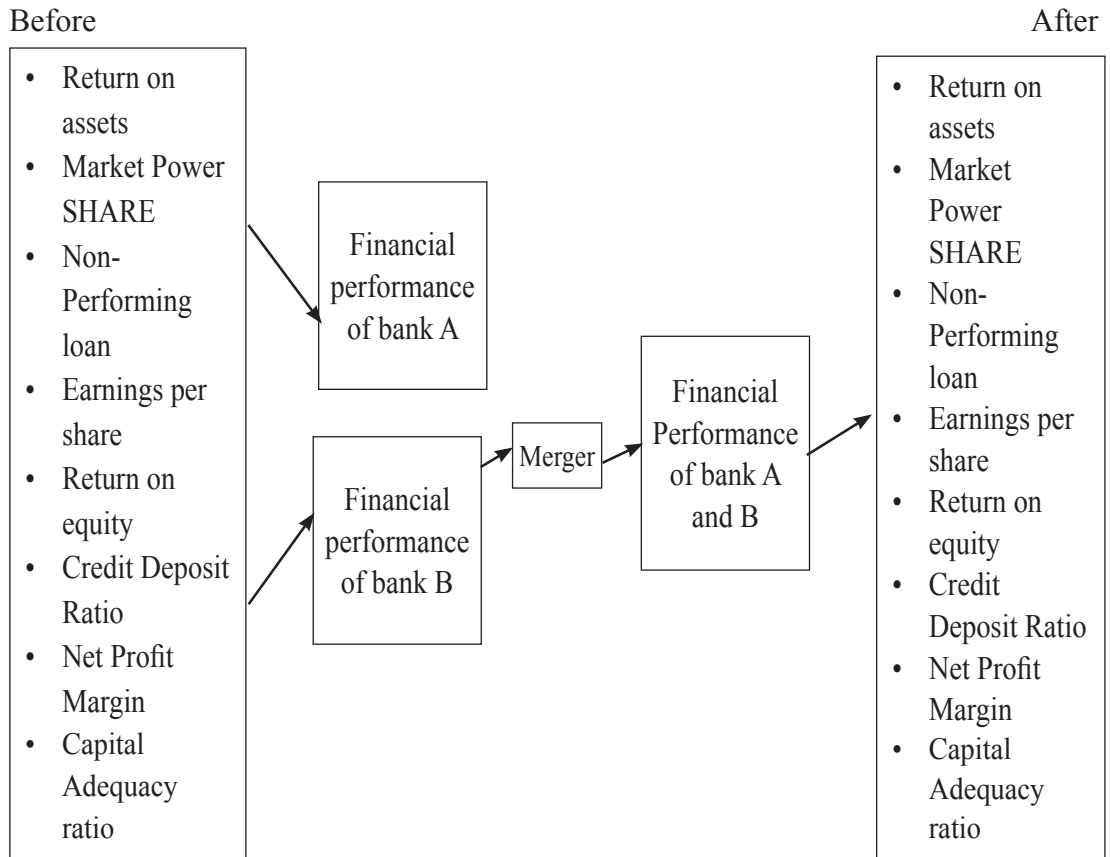 Before
After
• Return on
assets
• Market Power
SHARE
• Non-
Performing
loan
• Earnings per
share
• Return on
equity
• Credit Deposit
Ratio
• Net Profit
Margin
• Capital
Adequacy
ratio
Financial
performance
of bank A
Financial
performance
of bank B
Merger
Financial
Performance
of bank A
and B
• Return on
assets
• Market
Power
SHARE
• Non-
Performing
loan
• Earnings per
share
• Return on
equity
• Credit
Deposit Ratio
• Net Profit
Margin
• Capital
Adequacy
ratio